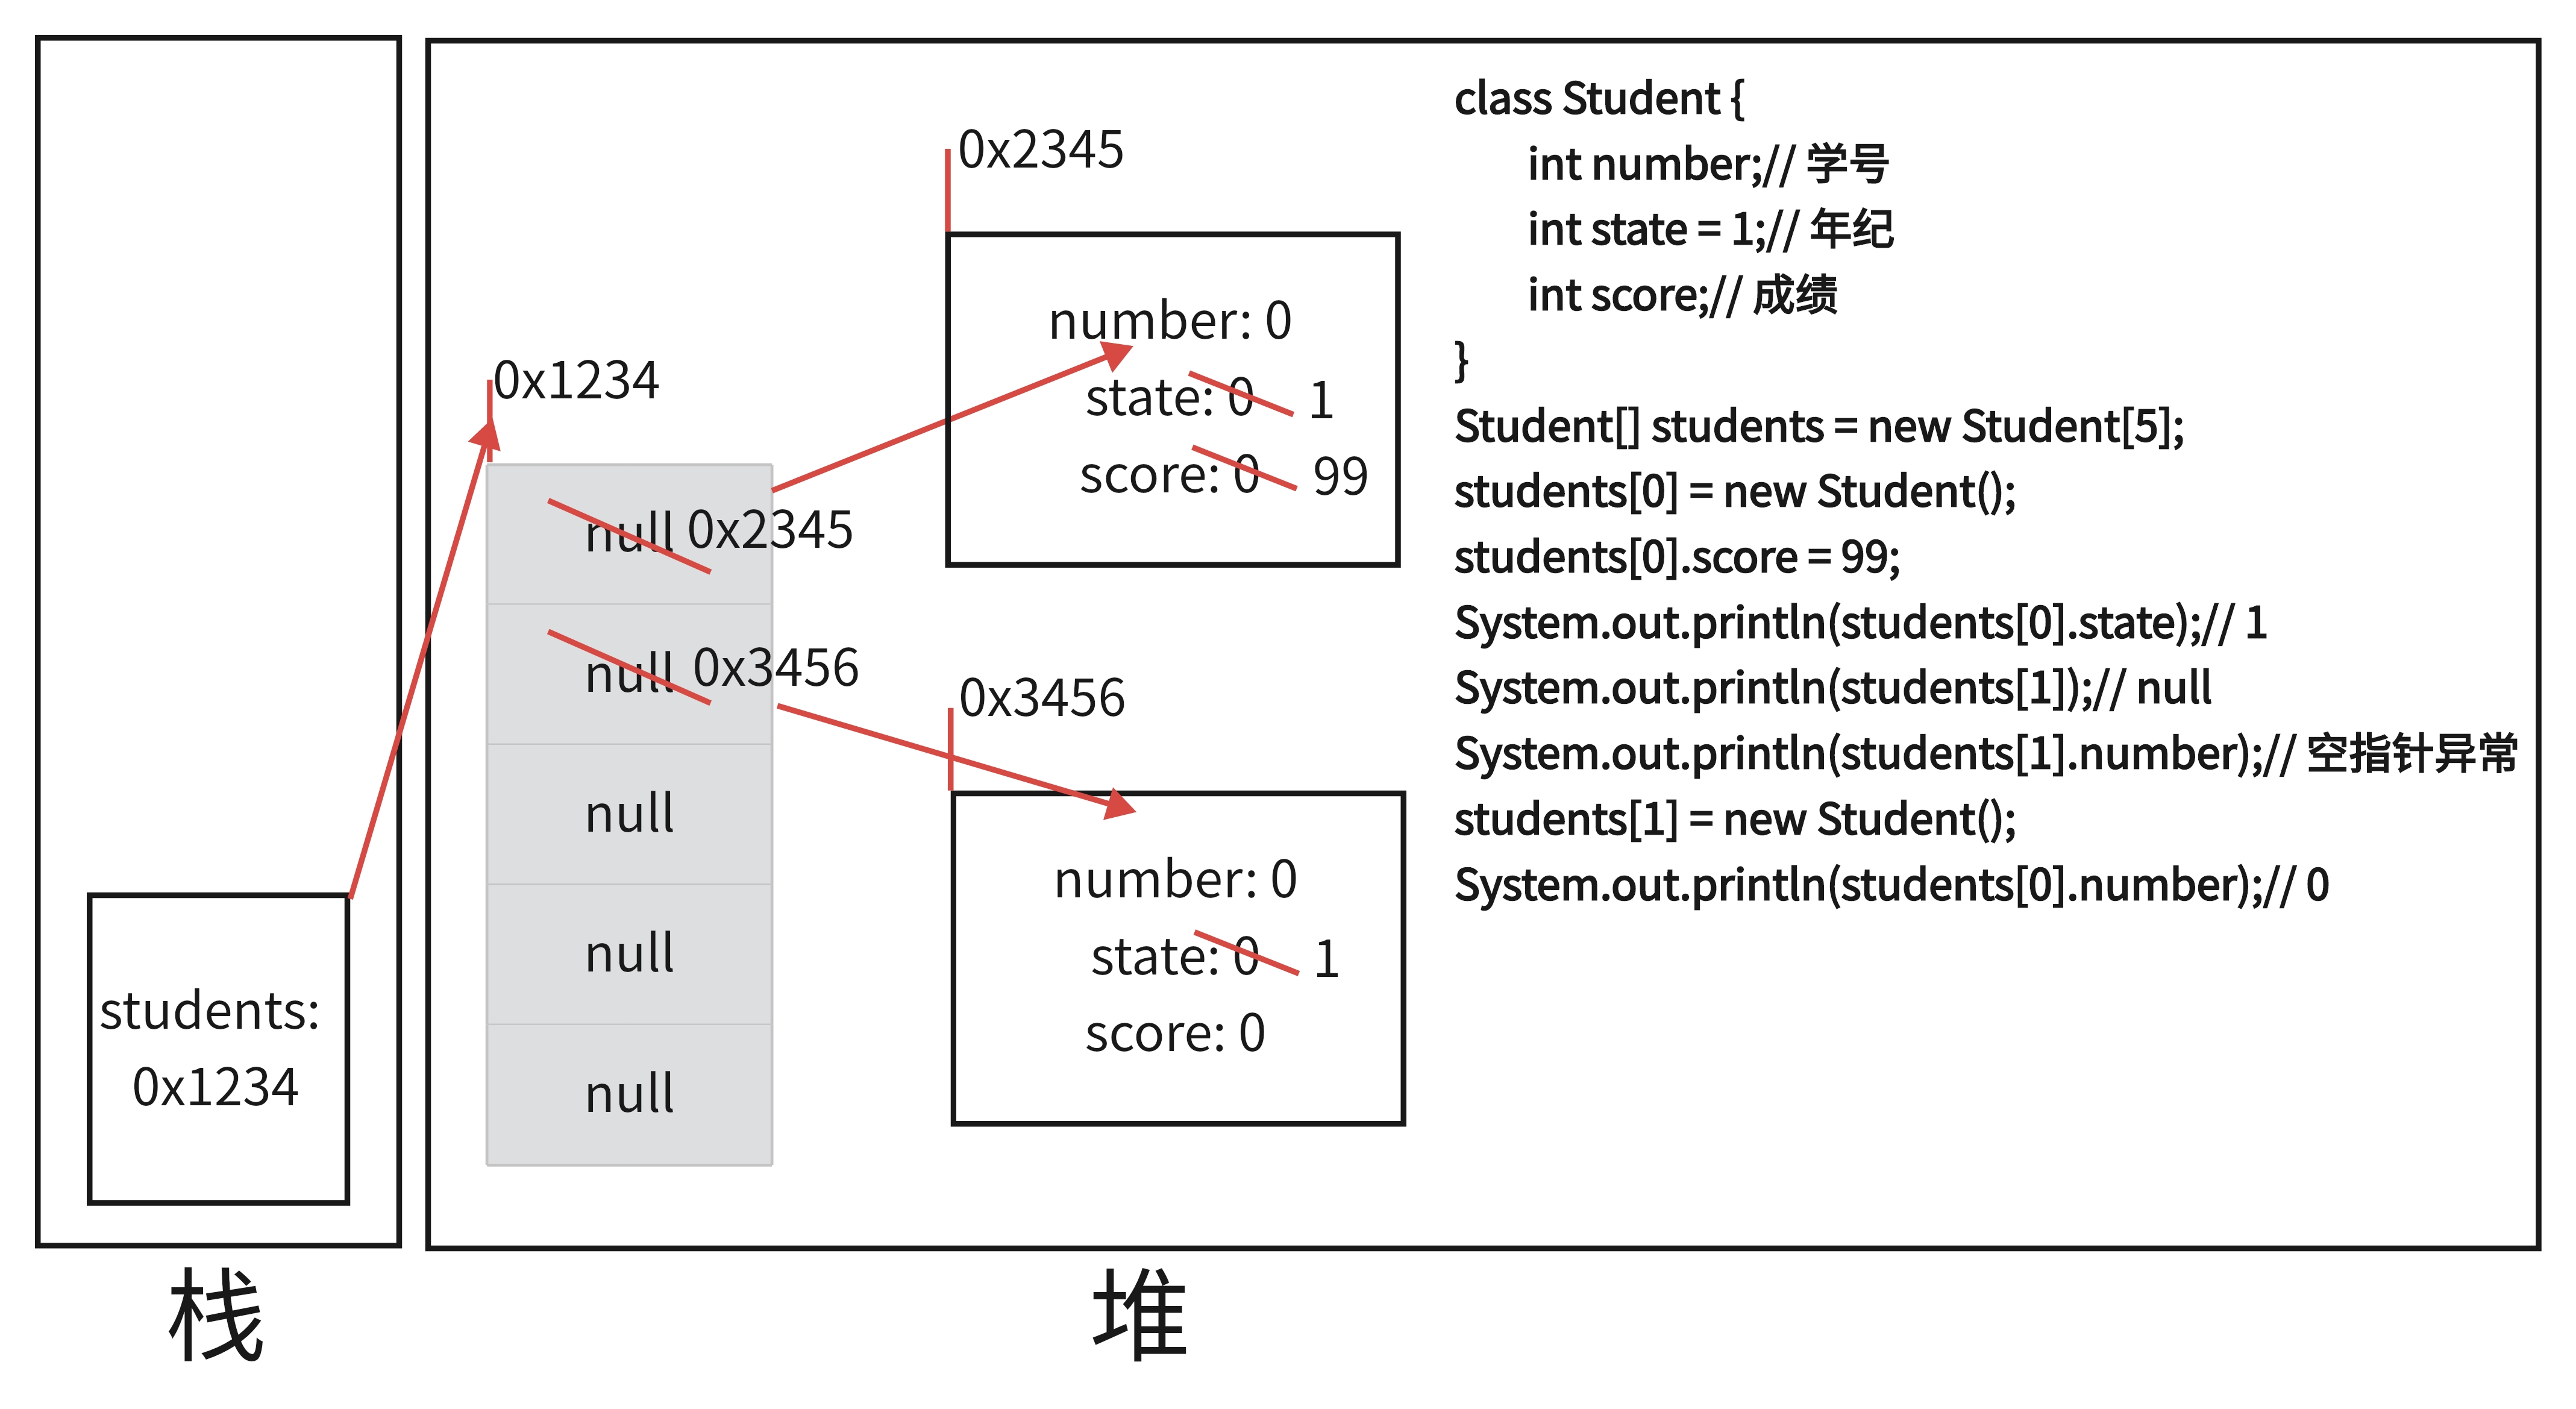 students:
0x1234
栈
0x1234
null 0x2345
null 0x3456
null
null
null
0x2345
number: 0
state: 0 1
score: 0 99
0x3456
number: 0
state: 0 1
score: 0
class Student {
int number;// 学号
int state = 1;// 年纪
int score;// 成绩
}
Student[] students = new Student[5];
students[0] = new Student();
students[0].score = 99;
System.out.println(students[0].state);// 1
System.out.println(students[1]);// null
System.out.println(students[1].number);// 空指针异常
students[1] = new Student();
System.out.println(students[0].number);// 0
堆